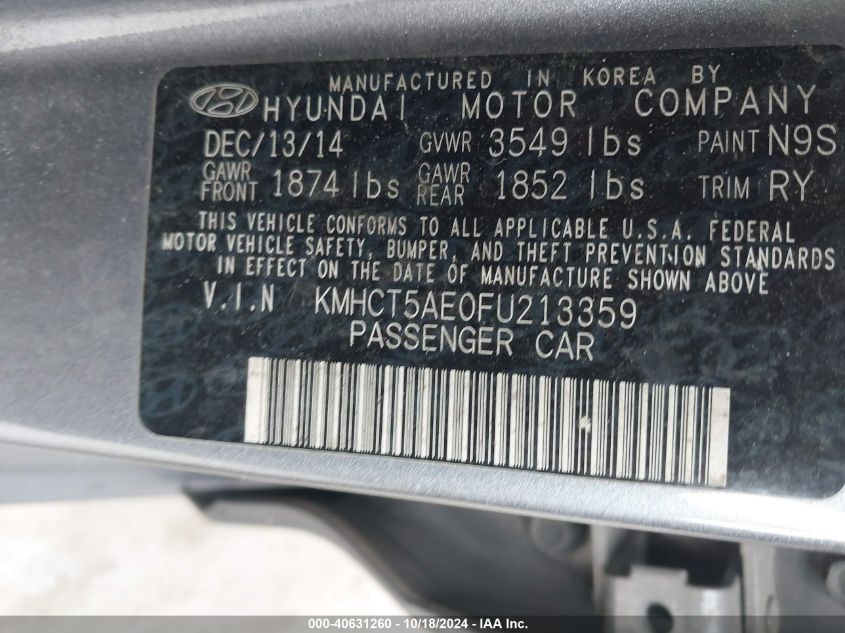 MANUFACTURED IN KOREA BY
HYUNDAI MOTOR COMPANY
DEC/13/14 GVWR 3549 lbs PAINT N9S
GAWR FRONT 1874 lbs GAWR REAR 1852 lbs TRIM RY
THIS VEHICLE CONFORMS TO ALL APPLICABLE U.S.A. FEDERAL
MOTOR VEHICLE SAFETY, BUMPER, AND THEFT PREVENTION STANDARDS
IN EFFECT ON THE DATE OF MANUFACTURE SHOWN ABOVE
V.I.N KMHCT5AE0FU213359
PASSENGER CAR
000-40631260 - 10/18/2024 - IAA Inc.